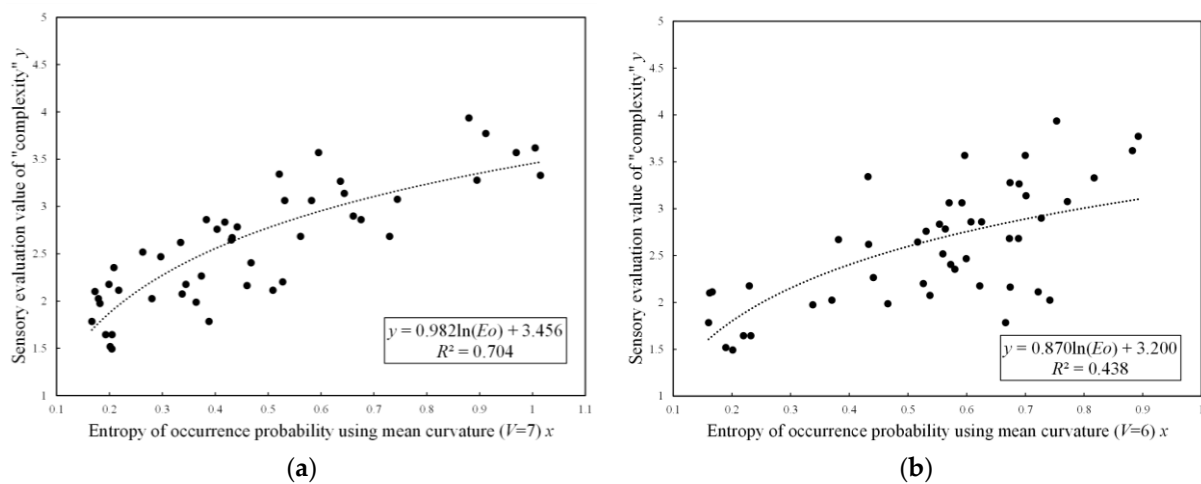 5
4.5
4
3.5
3
2.5
2
1.5
1
Sensory evaluation value of "complexity" y
0.1 0.2 0.3 0.4 0.5 0.6 0.7 0.8 0.9 1 1.1
y = 0.982ln(Eo) + 3.456
R² = 0.704
Entropy of occurrence probability using mean curvature (V=7) x
(a)
5
4.5
4
3.5
3
2.5
2
1.5
1
Sensory evaluation value of "complexity" y
0.1 0.2 0.3 0.4 0.5 0.6 0.7 0.8 0.9 1
y = 0.870ln(Eo) + 3.200
R² = 0.438
Entropy of occurrence probability using mean curvature (V=6) x
(b)